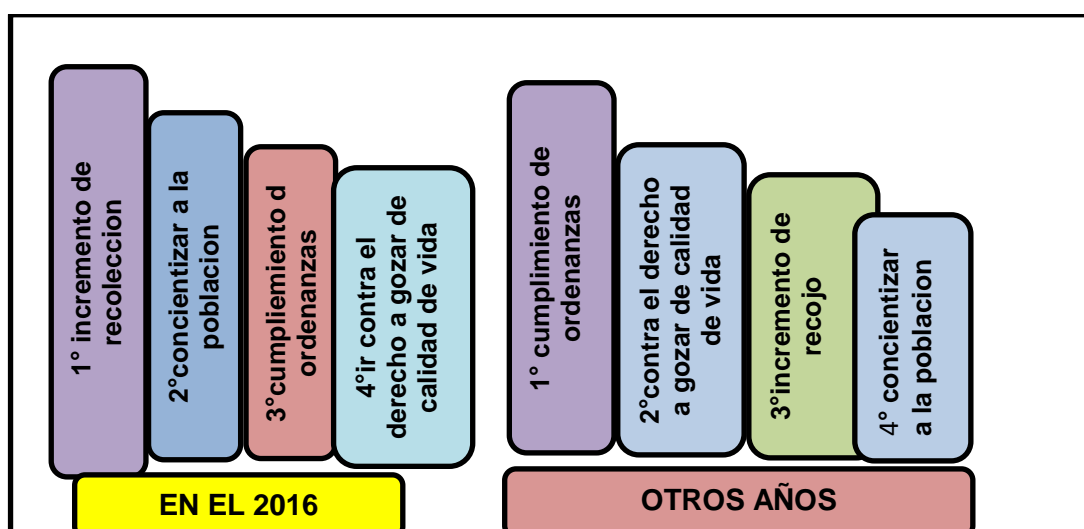 1° incremento de
recoleccion
2°concientizar a la
poblacion
3°cumpliemiento d
ordenanzas
4°ir contra el
derecho a gozar de
calidad de vida
1° cumplimiento de
ordenanzas
2°contra el derecho
a gozar de calidad
de vida
3°incremento de
recojo
4° concientizar
a la poblacion
EN EL 2016
OTROS AÑOS